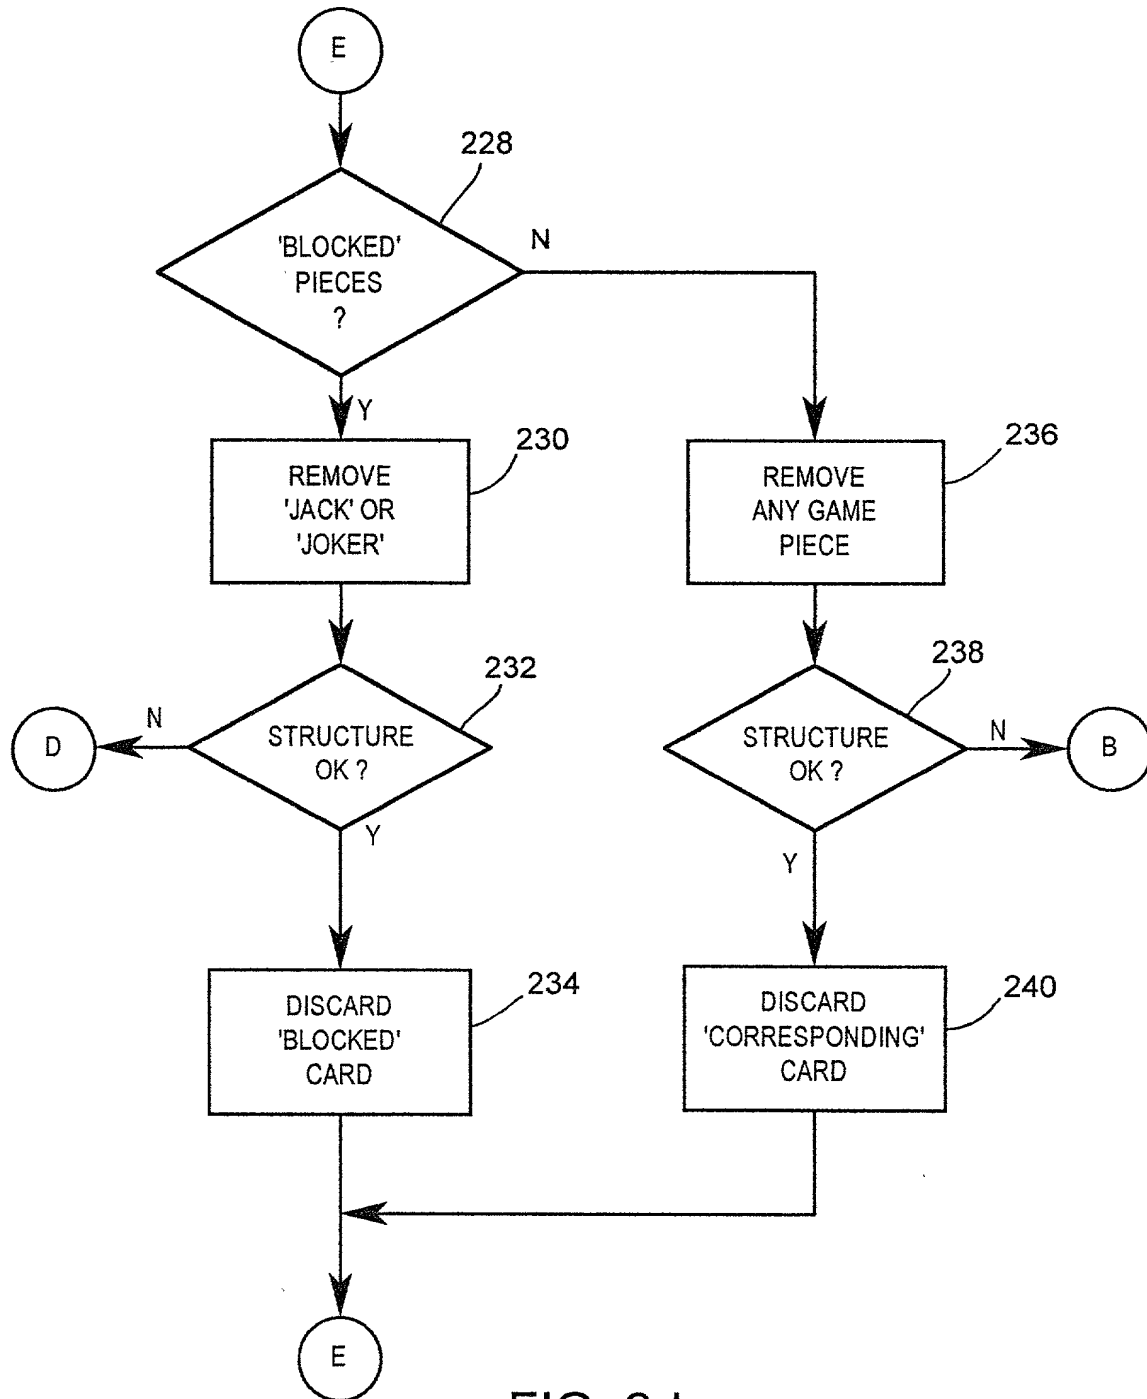 E
228
'BLOCKED'
PIECES
?
N
Y
230
REMOVE
'JACK' OR
'JOKER'
236
REMOVE
ANY GAME
PIECE
232
STRUCTURE
OK ?
N
D
Y
238
STRUCTURE
OK ?
N
B
Y
234
DISCARD
'BLOCKED'
CARD
240
DISCARD
'CORRESPONDING'
CARD
E